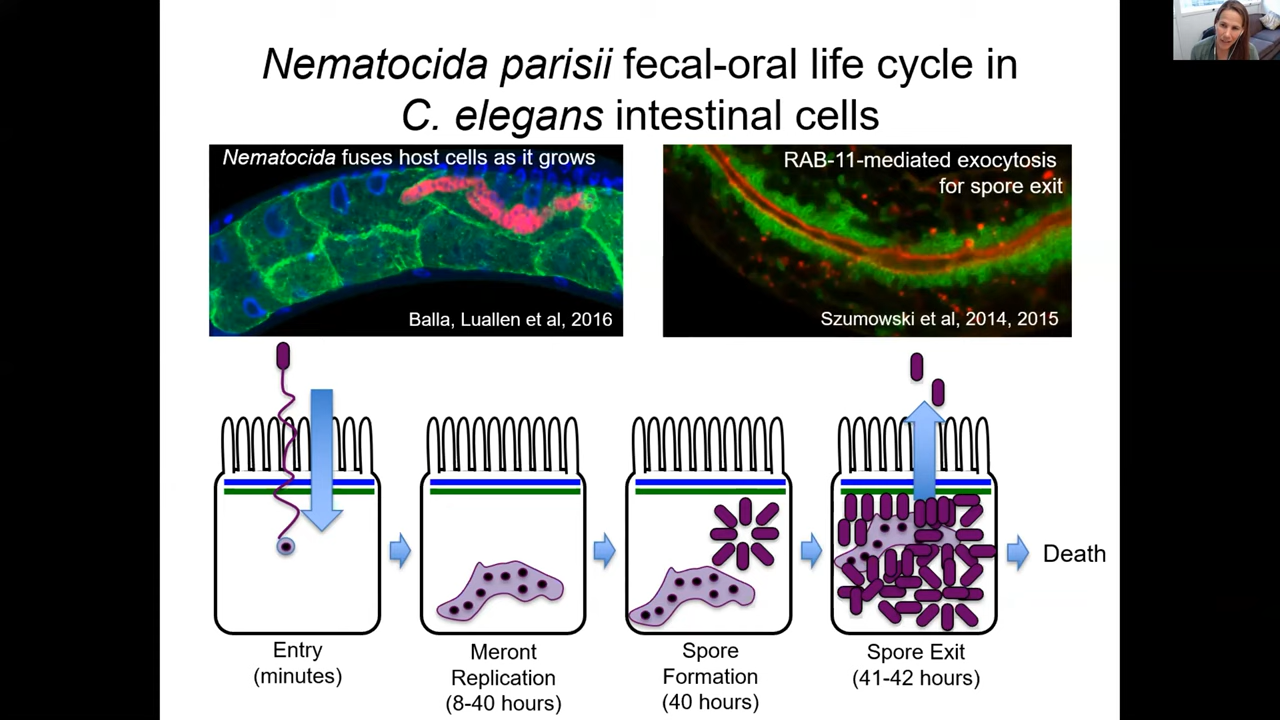 Nematocida parisii fecal-oral life cycle in
C. elegans intestinal cells
Nematocida fuses host cells as it grows
Balla, Luallen et al, 2016
RAB-11-mediated exocytosis
for spore exit
Szumowski et al, 2014, 2015
Entry
(minutes)
Meront
Replication
(8-40 hours)
Spore
Formation
(40 hours)
Spore Exit
(41-42 hours)
Death